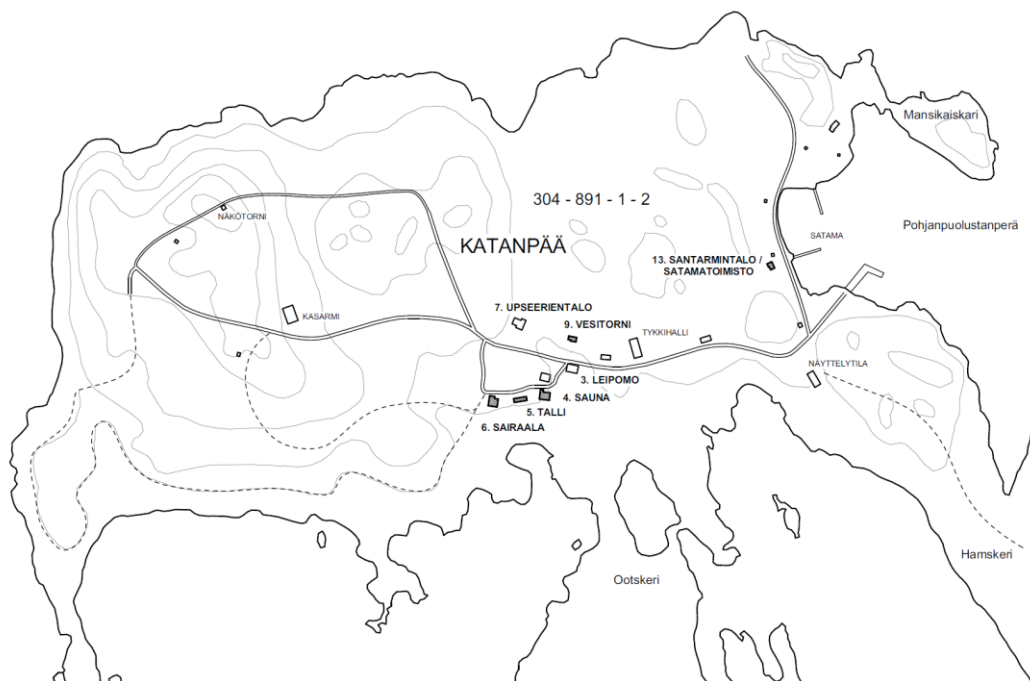 Mansikaiskari
304 - 891 - 1 - 2
NÄKÖTORNI
Pohjanpuolustanperä
SATAMA
KATANPÄÄ
13. SANTARMINTALO /
SATAMATOIMISTO
7. UPSEERIENTALO
KASARMI
9. VESITORNI
TYKKIHALLI
NÄYTTELYTILA
3. LEIPOMO
4. SAUNA
5. TALLI
6. SAIRAALA
Hamskeri
Ootskeri